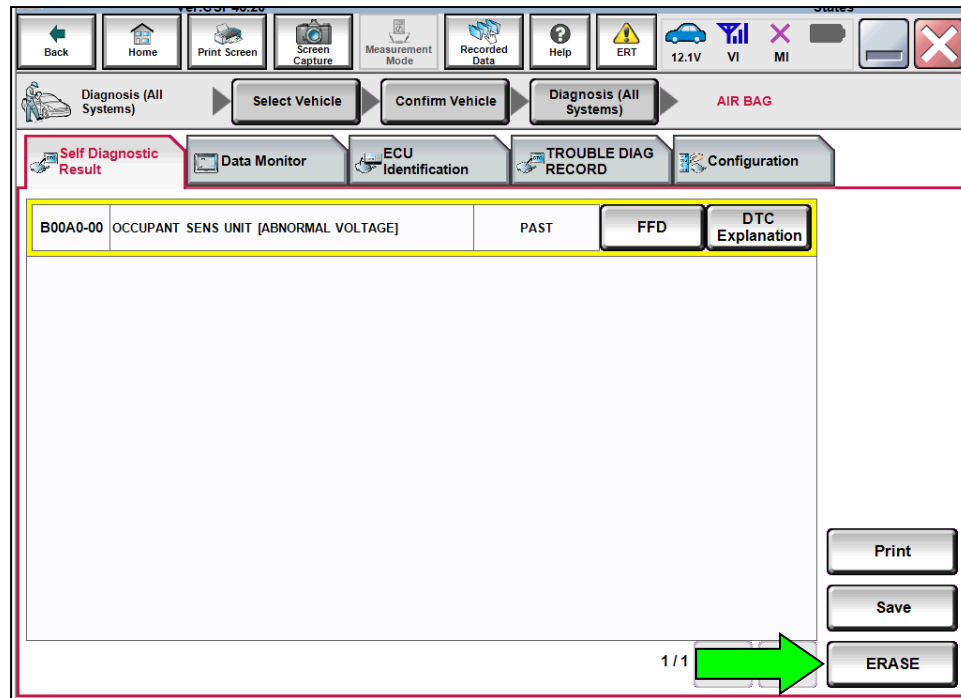 Back
Home
Print Screen
Screen
Capture
Measurement
Mode
Recorded
Data
Help
ERT
12.1V
VI
MI
Diagnosis (All
Systems)
Select Vehicle
Confirm Vehicle
Diagnosis (All
Systems)
AIR BAG
Self Diagnostic
Result
Data Monitor
ECU
Identification
TROUBLE DIAG
RECORD
Configuration
B00A0-00 OCCUPANT SENS UNIT [ABNORMAL VOLTAGE] PAST FFD
DTC
Explanation
Print
Save
1 / 1
ERASE